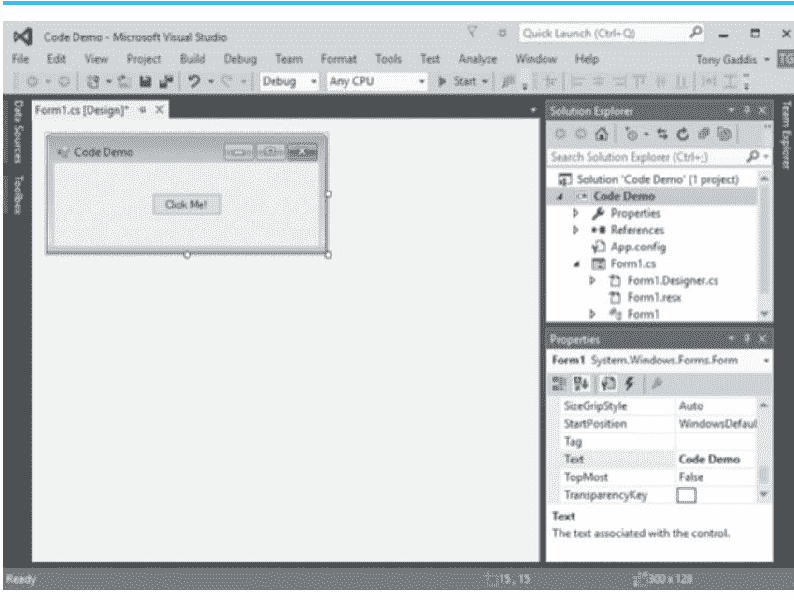 Code Demo - Microsoft Visual Studio
Quick Launch (Ctrl+Q)
File Edit View Project Build Debug Team Format Tools Test Analyze Window Help
Tony Gaddis
TG
Debug
Any CPU
Start
Data Sources
Toolbox
Form1.cs [Design]*
Code Demo
Click Me!
Solution Explorer
Search Solution Explorer (Ctrl+;)
Solution 'Code Demo' (1 project)
Code Demo
Properties
References
App.config
Form1.cs
Form1.Designer.cs
Form1.resx
Form1
Team Explorer
Properties
Form1 System.Windows.Forms.Form
SizeGripStyle Auto
StartPosition WindowsDefaul
Tag
Text Code Demo
TopMost False
TransparencyKey
Text
The text associated with the control.
Ready
15, 15
300 x 128